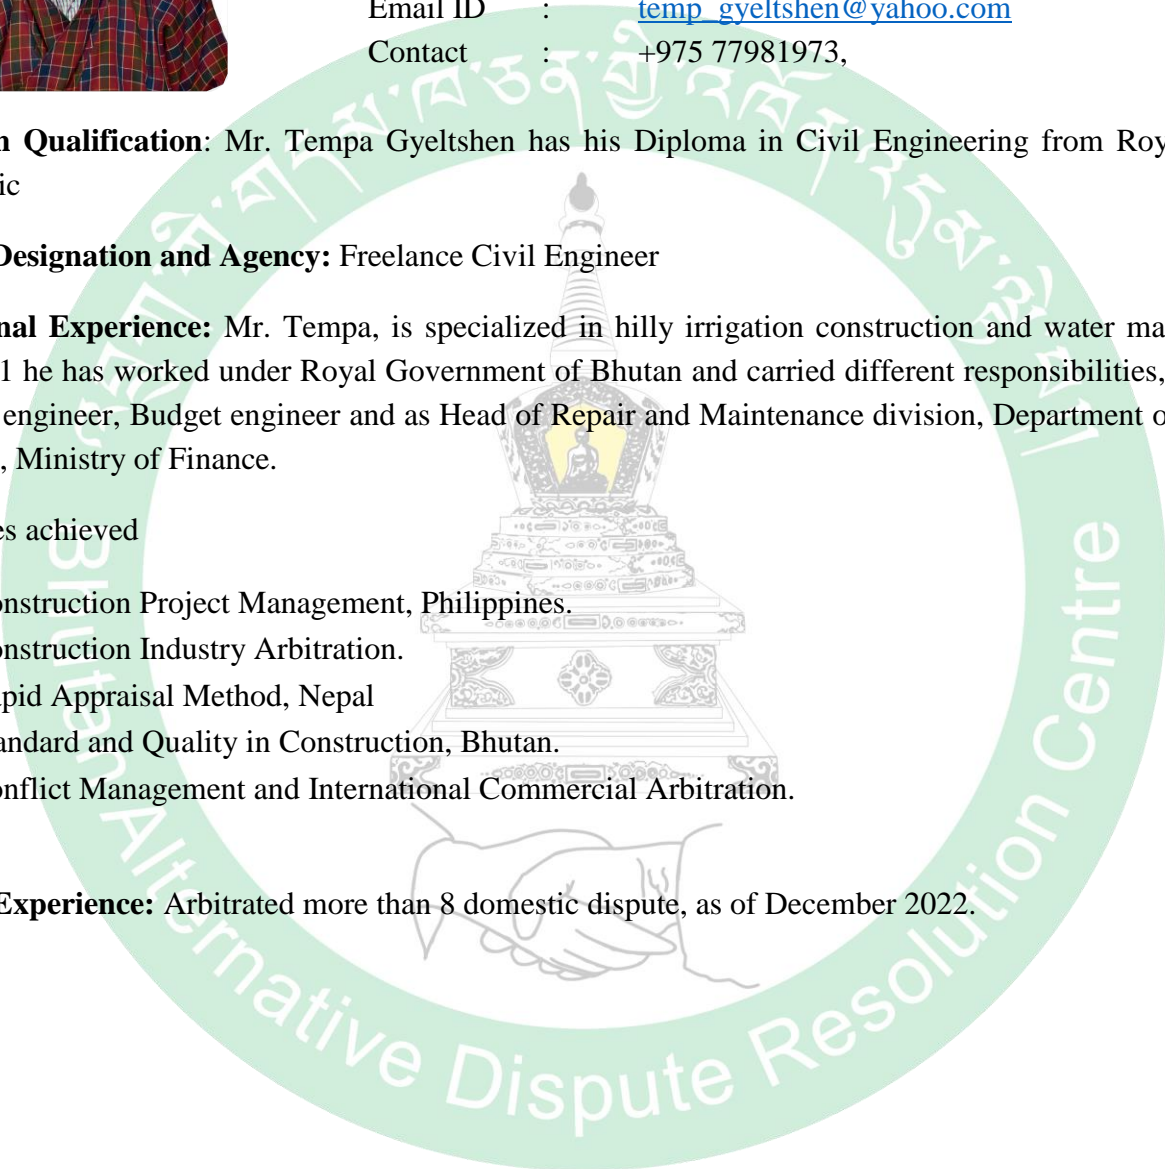 Email ID : temp_gyeltshen@yahoo.com
Contact : +975 77981973,
Qualification: Mr. Tempa Gyeltshen has his Diploma in Civil Engineering from Roy
ic
Designation and Agency: Freelance Civil Engineer
nal Experience: Mr. Tempa, is specialized in hilly irrigation construction and water ma
1 he has worked under Royal Government of Bhutan and carried different responsibilities,
engineer, Budget engineer and as Head of Repair and Maintenance division, Department o
, Ministry of Finance.
es achieved
onstruction Project Management, Philippines.
onstruction Industry Arbitration.
pid Appraisal Method, Nepal
andard and Quality in Construction, Bhutan.
onflict Management and International Commercial Arbitration.
Experience: Arbitrated more than 8 domestic dispute, as of December 2022.
Bhutan Alternative Dispute Resolution Centre